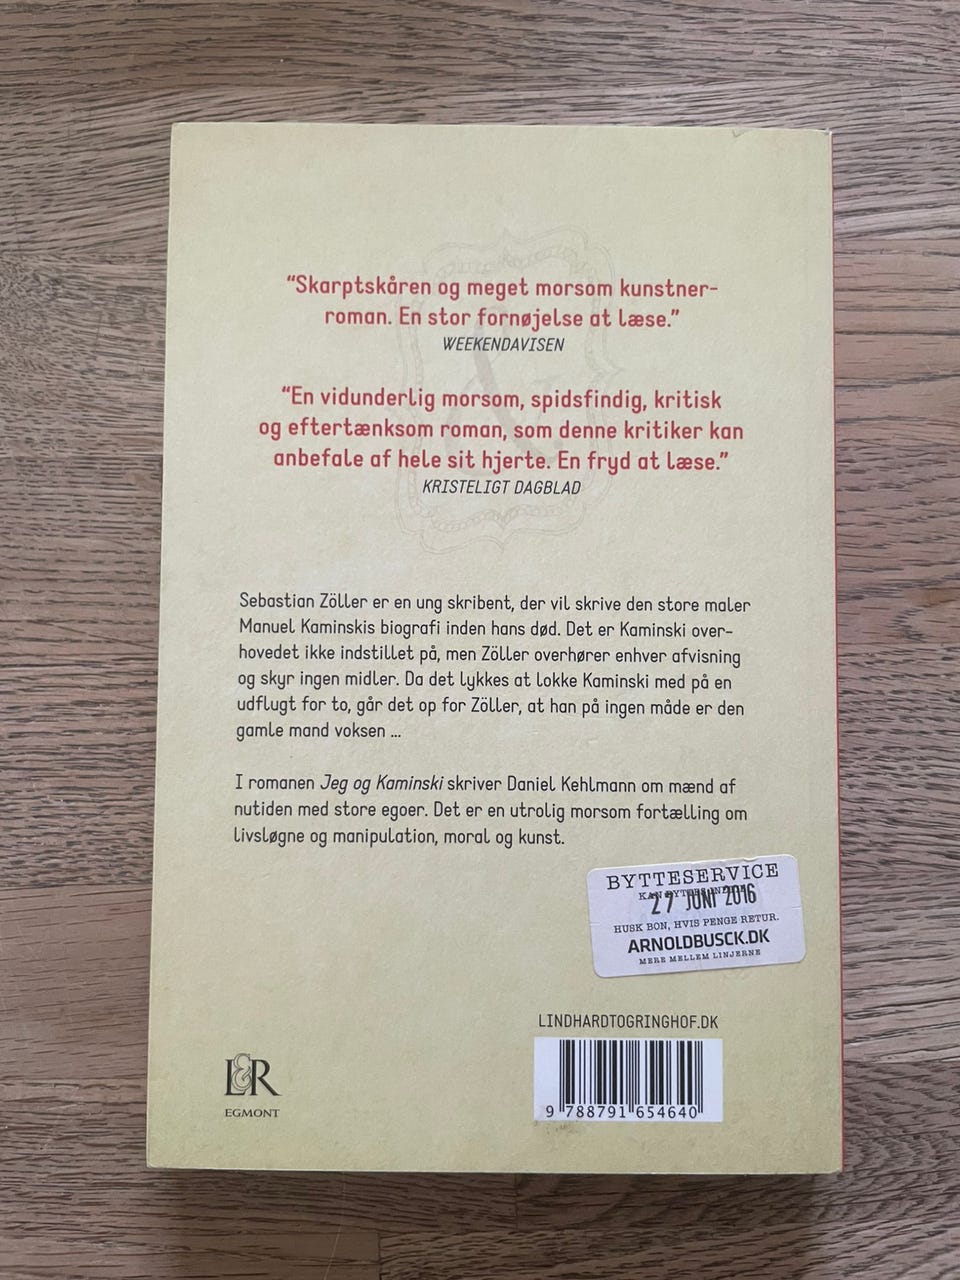 “Skarptskåren og meget morsom kunstner-
roman. En stor fornøjelse at læse.”
WEEKENDAVISEN
“En vidunderlig morsom, spidsfindig, kritisk
og eftertænksom roman, som denne kritiker kan
anbefale af hele sit hjerte. En fryd at læse.”
KRISTELIGT DAGBLAD
Sebastian Zöller er en ung skribent, der vil skrive den store maler
Manuel Kaminskis biografi inden hans død. Det er Kaminski over-
hovedet ikke indstillet på, men Zöller overhører enhver afvisning
og skyr ingen midler. Da det lykkes at lokke Kaminski med på en
udflugt for to, går det op for Zöller, at han på ingen måde er den
gamle mand voksen ...
I romanen Jeg og Kaminski skriver Daniel Kehlmann om mænd af
nutiden med store egoer. Det er en utrolig morsom fortælling om
livsløgne og manipulation, moral og kunst.
BYTTESERVICE
KAN BYTTES INDEN
27 JUNI 2016
HUSK BON, HVIS PENGE RETUR.
ARNOLDBUSCK.DK
MERE MELLEM LINJERNE
LINDHARDTOGRINGHOF.DK
9 788791 654640
L&R
EGMONT